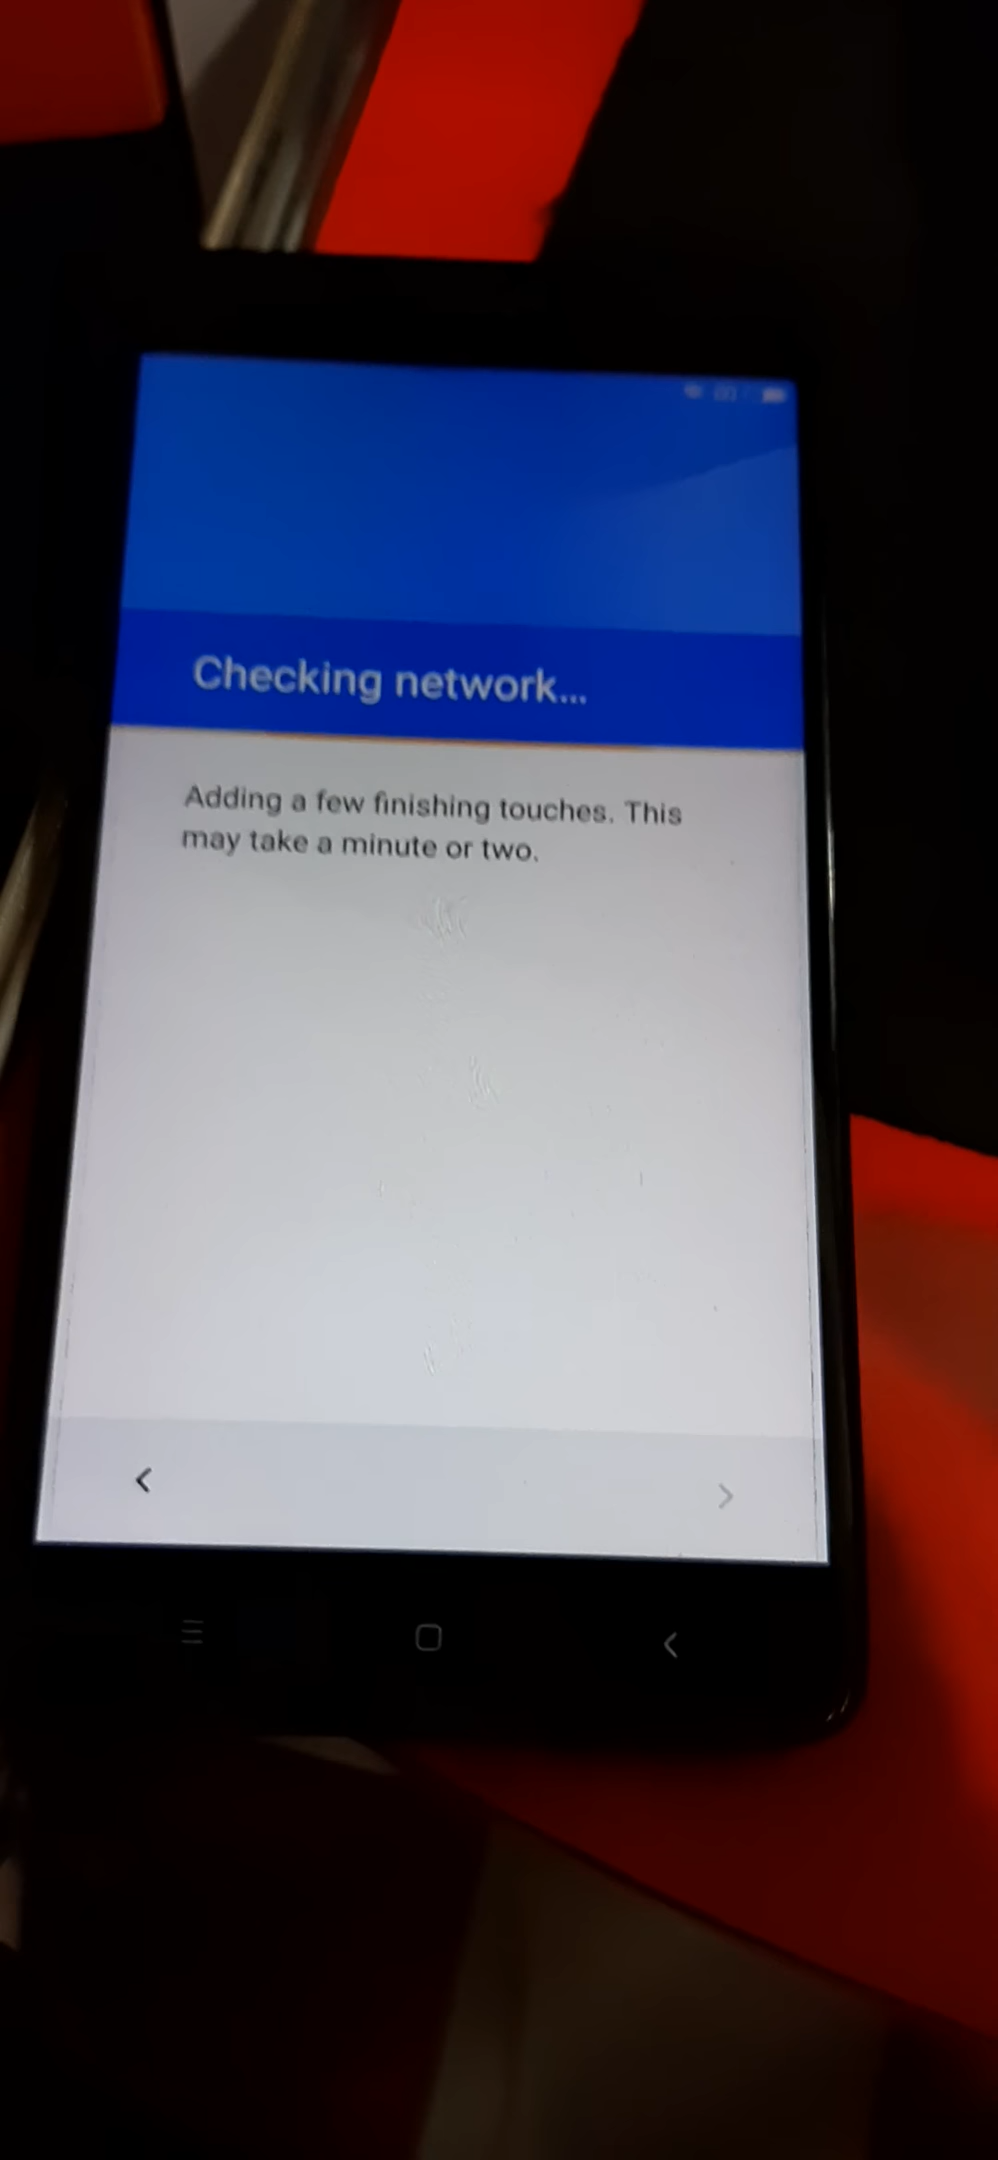 Checking network...
Adding a few finishing touches. This
may take a minute or two.